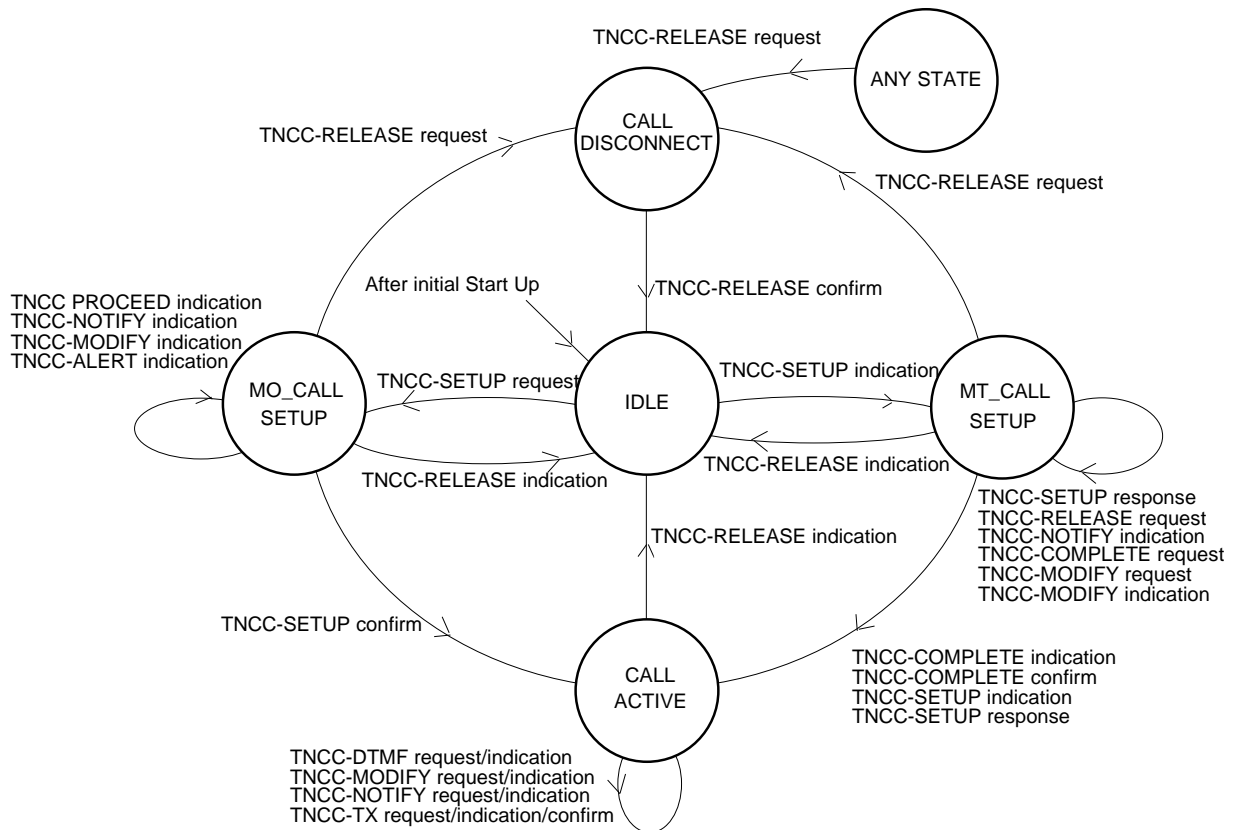 TNCC-RELEASE request
ANY STATE
CALL
DISCONNECT
TNCC-RELEASE request
TNCC-RELEASE request
After initial Start Up
TNCC-RELEASE confirm
TNCC PROCEED indication
TNCC-NOTIFY indication
TNCC-MODIFY indication
TNCC-ALERT indication
MO_CALL
SETUP
TNCC-SETUP request
IDLE
TNCC-SETUP indication
MT_CALL
SETUP
TNCC-RELEASE indication
TNCC-RELEASE indication
TNCC-SETUP response
TNCC-RELEASE request
TNCC-NOTIFY indication
TNCC-COMPLETE request
TNCC-MODIFY request
TNCC-MODIFY indication
TNCC-RELEASE indication
TNCC-SETUP confirm
CALL
ACTIVE
TNCC-COMPLETE indication
TNCC-COMPLETE confirm
TNCC-SETUP indication
TNCC-SETUP response
TNCC-DTMF request/indication
TNCC-MODIFY request/indication
TNCC-NOTIFY request/indication
TNCC-TX request/indication/confirm